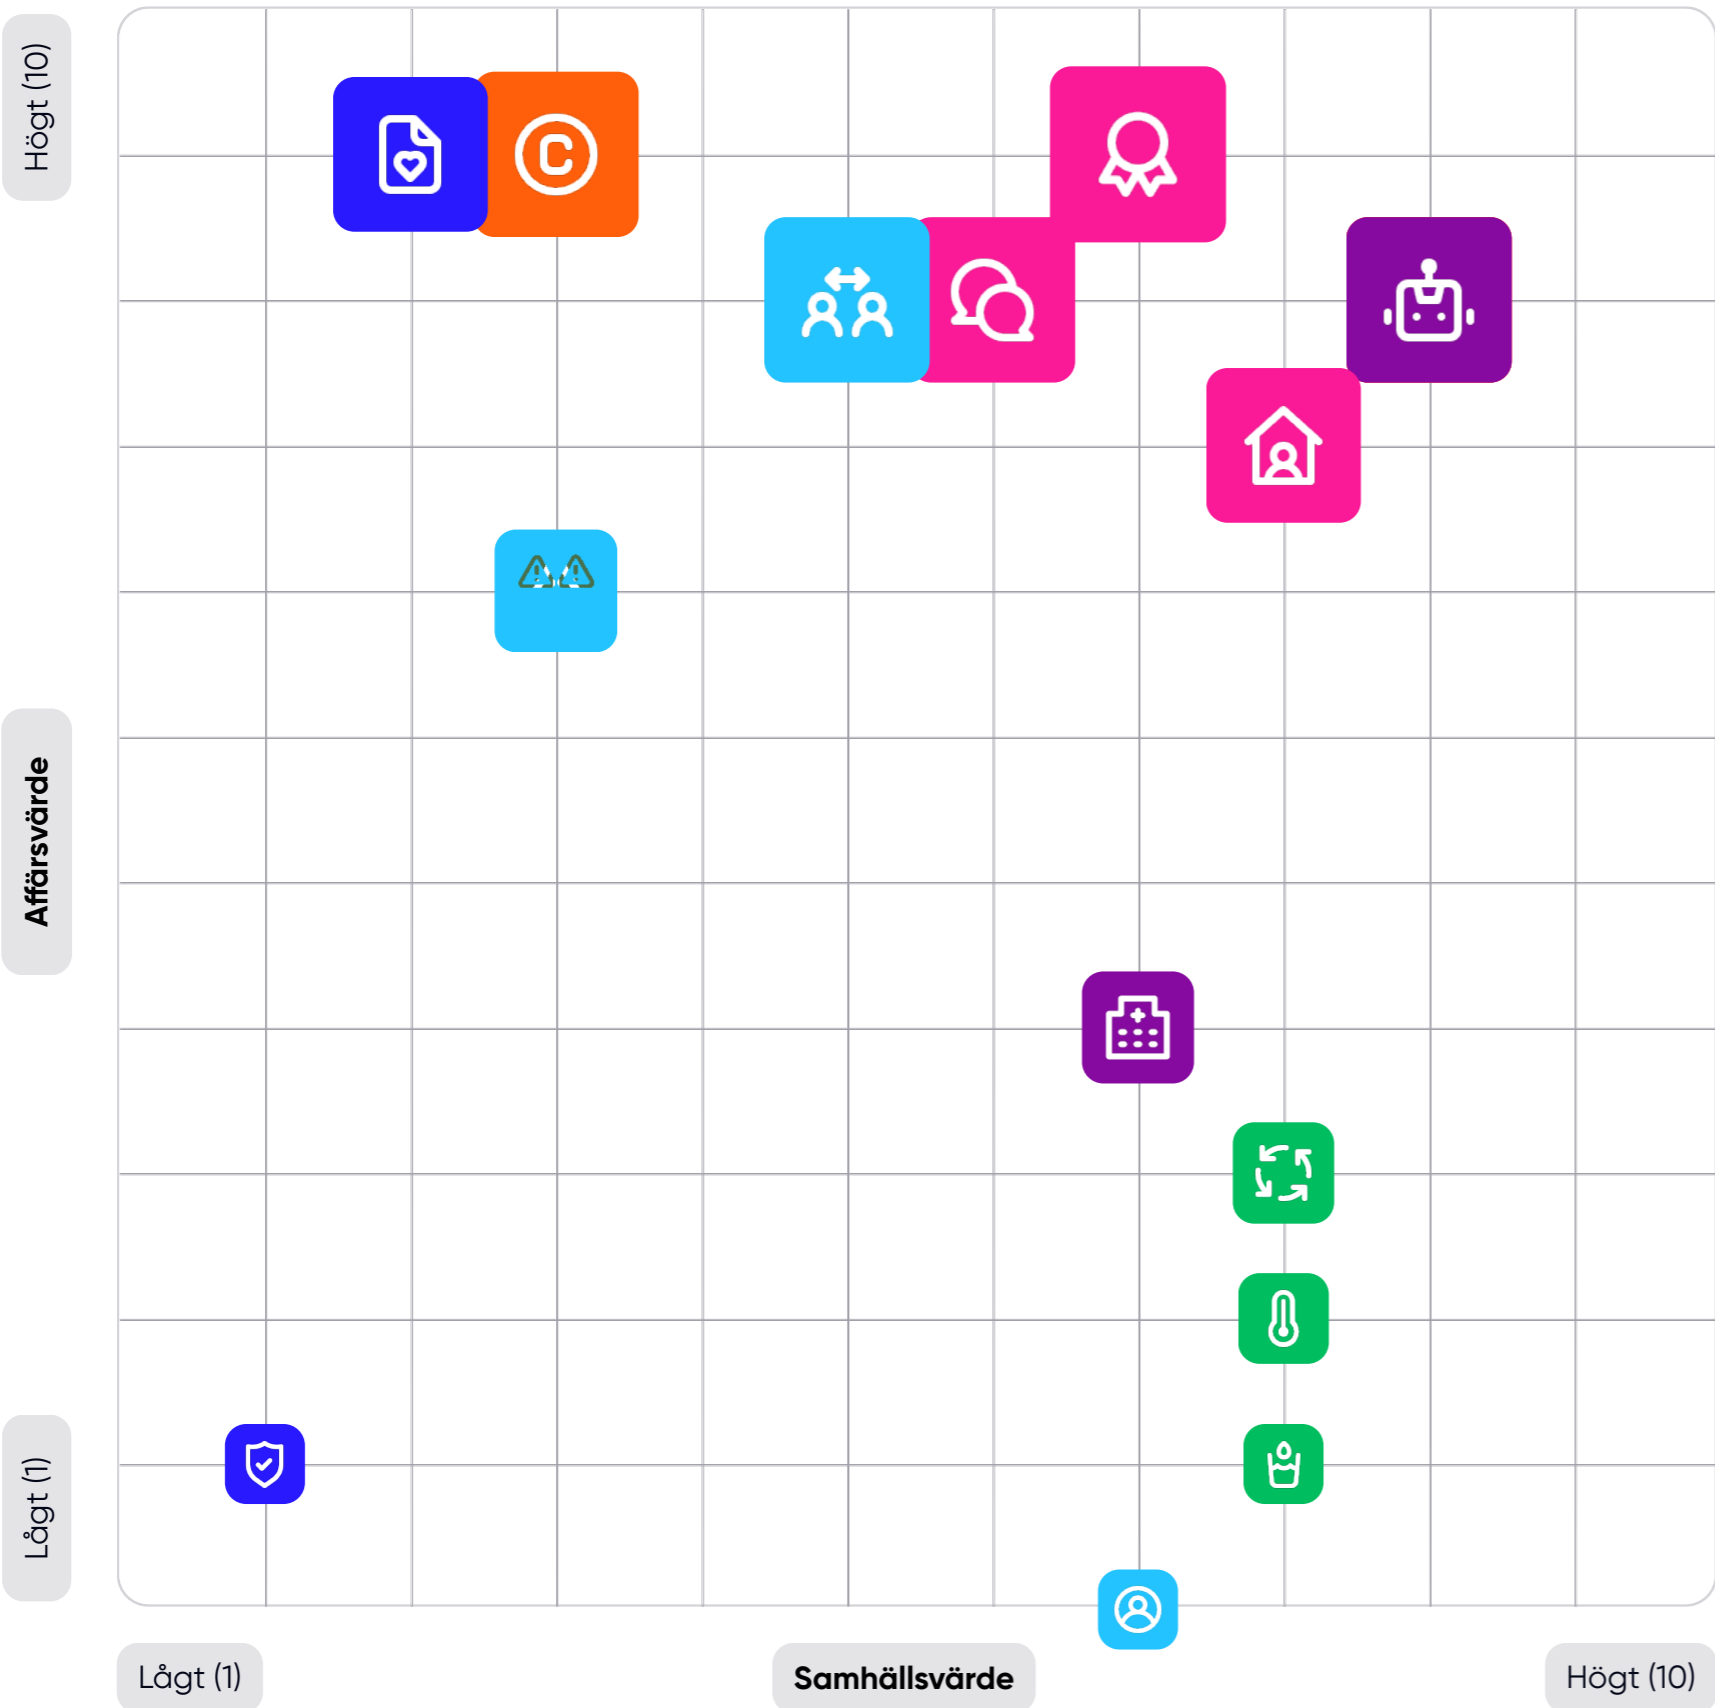 Högt (10)
C
Affärsvärde
Lågt (1)
Lågt (1)
Samhällsvärde
Högt (10)